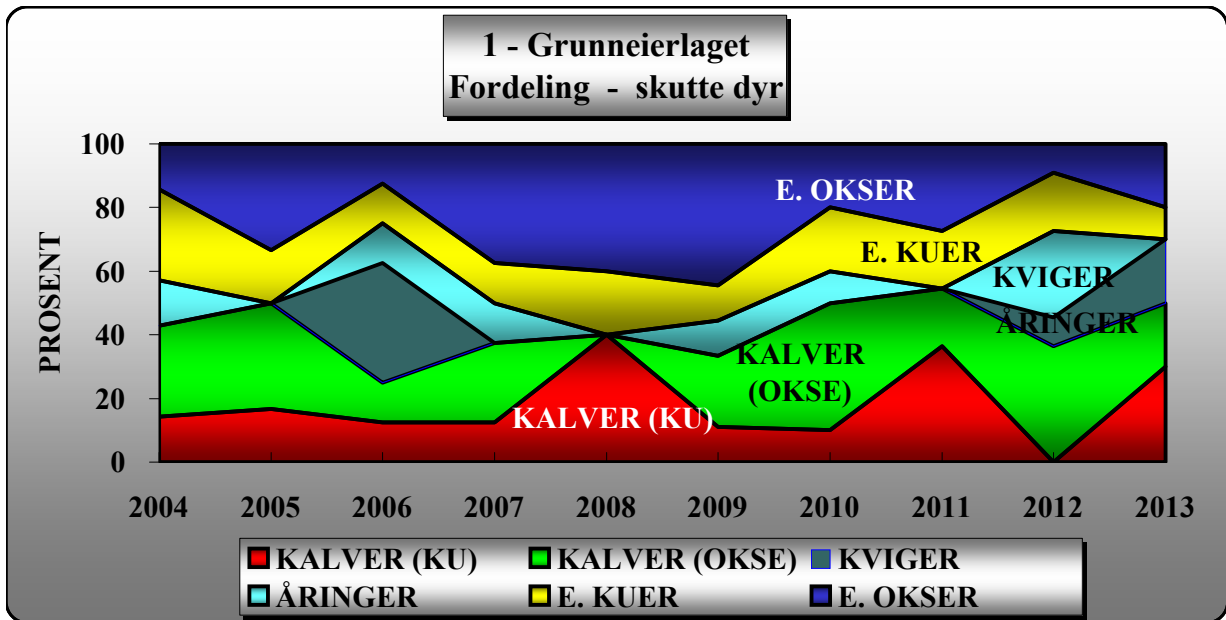 1 - Grunneierlaget
Fordeling - skutte dyr
PROSENT
100
80
60
40
20
0
E. OKSER
E. KUER
KVIGER
ÅRINGER
KALVER
(OKSE)
KALVER (KU)
2004 2005 2006 2007 2008 2009 2010 2011 2012 2013
KALVER (KU) KALVER (OKSE) KVIGER
ÅRINGER E. KUER E. OKSER